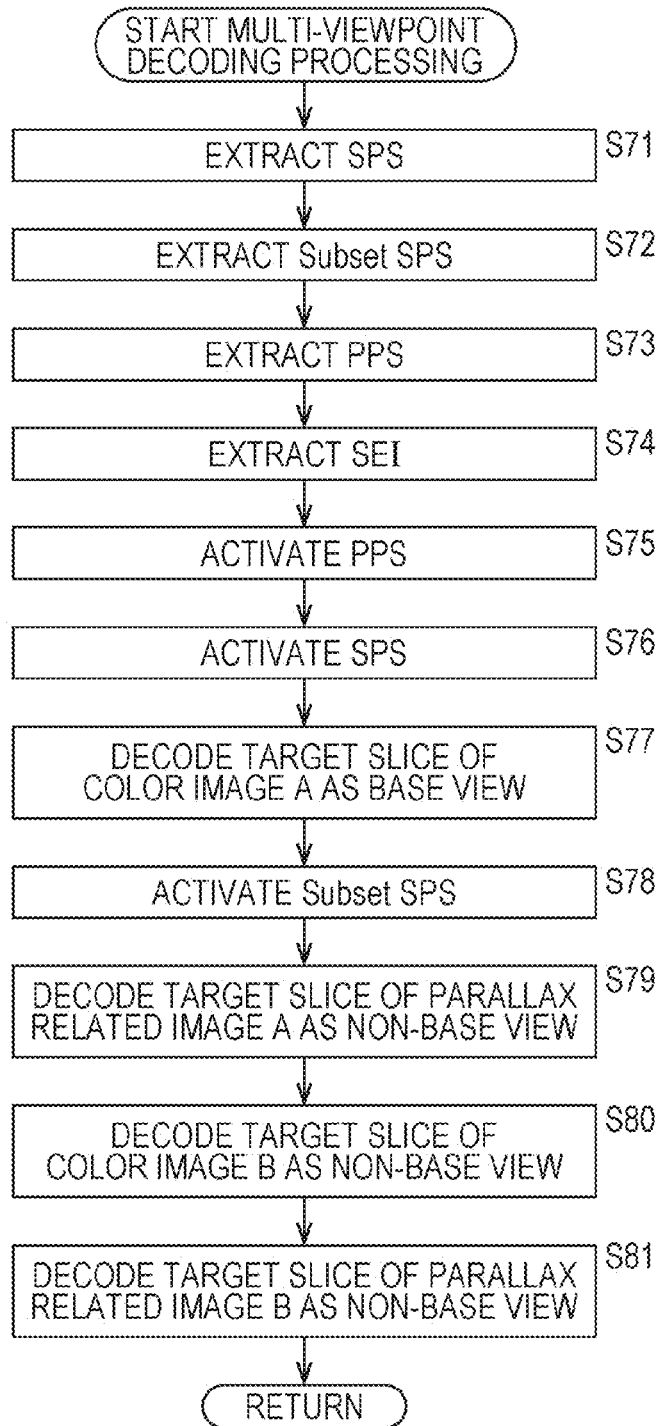 START MULTI-VIEWPOINT
DECODING PROCESSING
EXTRACT SPS
S71
EXTRACT Subset SPS
S72
EXTRACT PPS
S73
EXTRACT SEI
S74
ACTIVATE PPS
S75
ACTIVATE SPS
S76
DECODE TARGET SLICE OF
COLOR IMAGE A AS BASE VIEW
S77
ACTIVATE Subset SPS
S78
DECODE TARGET SLICE OF PARALLAX
RELATED IMAGE A AS NON-BASE VIEW
S79
DECODE TARGET SLICE OF
COLOR IMAGE B AS NON-BASE VIEW
S80
DECODE TARGET SLICE OF PARALLAX
RELATED IMAGE B AS NON-BASE VIEW
S81
RETURN